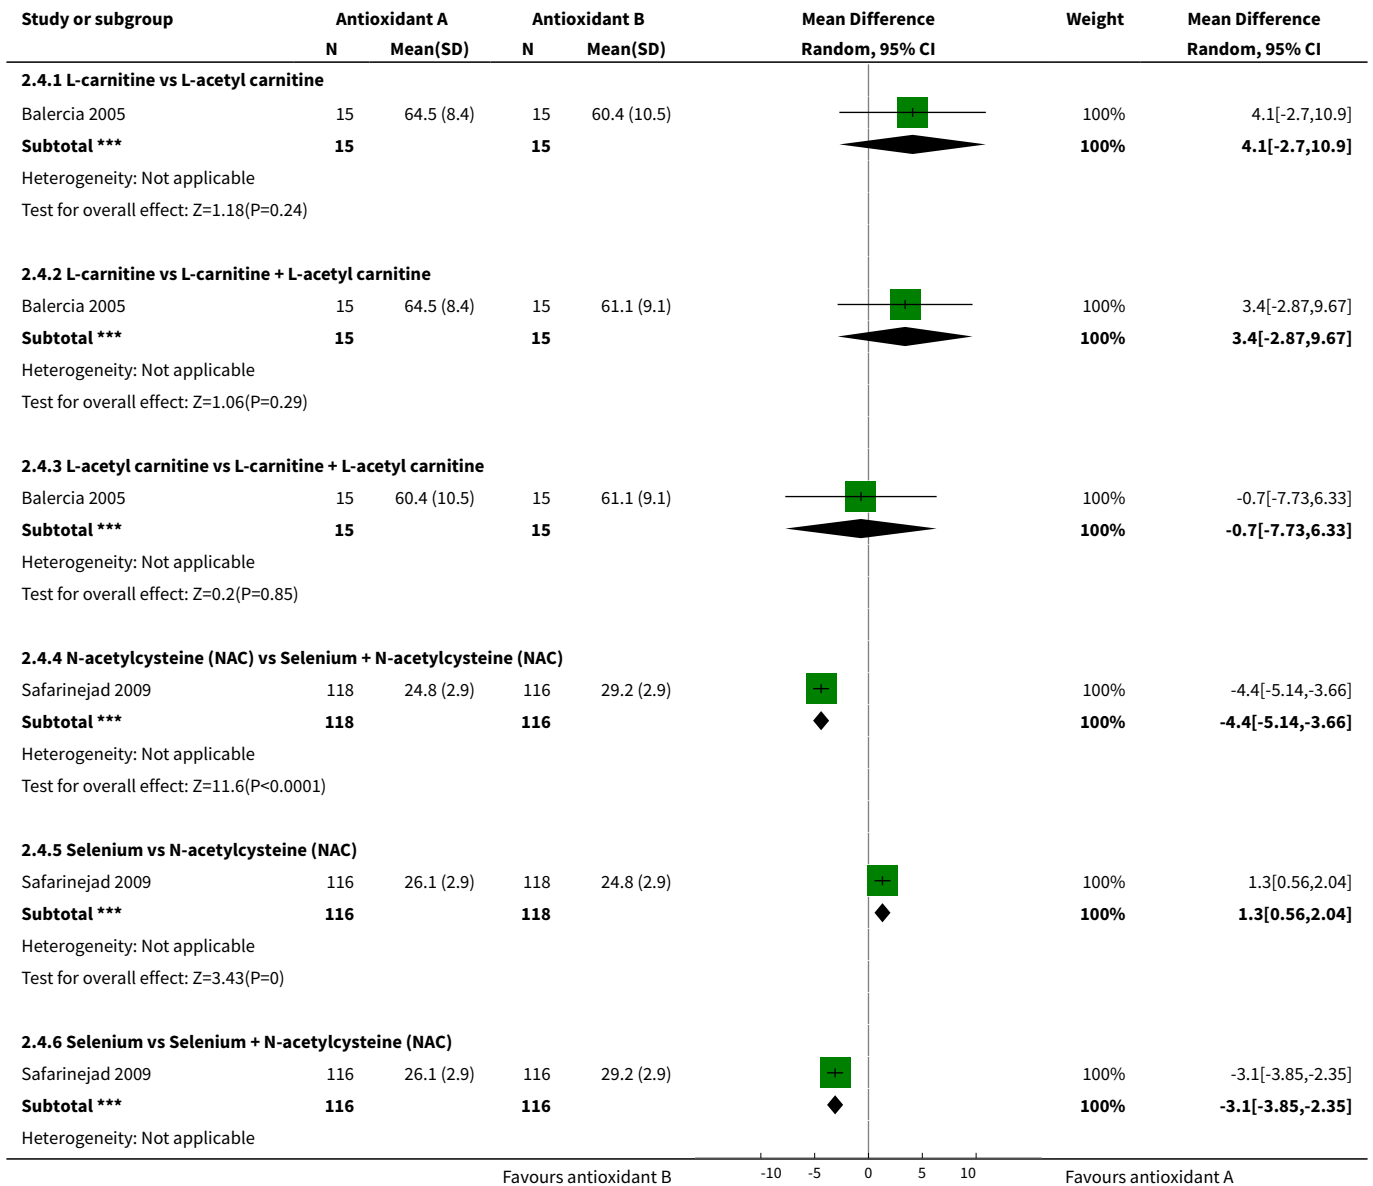 Study or subgroup Antioxidant A Antioxidant B Mean Difference Weight Mean Difference
N Mean(SD) N Mean(SD) Random, 95% CI Random, 95% CI
2.4.1 L-carnitine vs L-acetyl carnitine
Balercia 2005 15 64.5 (8.4) 15 60.4 (10.5) 100% 4.1[-2.7,10.9]
Subtotal *** 15 15 100% 4.1[-2.7,10.9]
Heterogeneity: Not applicable
Test for overall effect: Z=1.18(P=0.24)
2.4.2 L-carnitine vs L-carnitine + L-acetyl carnitine
Balercia 2005 15 64.5 (8.4) 15 61.1 (9.1) 100% 3.4[-2.87,9.67]
Subtotal *** 15 15 100% 3.4[-2.87,9.67]
Heterogeneity: Not applicable
Test for overall effect: Z=1.06(P=0.29)
2.4.3 L-acetyl carnitine vs L-carnitine + L-acetyl carnitine
Balercia 2005 15 60.4 (10.5) 15 61.1 (9.1) 100% -0.7[-7.73,6.33]
Subtotal *** 15 15 100% -0.7[-7.73,6.33]
Heterogeneity: Not applicable
Test for overall effect: Z=0.2(P=0.85)
2.4.4 N-acetylcysteine (NAC) vs Selenium + N-acetylcysteine (NAC)
Safarinejad 2009 118 24.8 (2.9) 116 29.2 (2.9) 100% -4.4[-5.14,-3.66]
Subtotal *** 118 116 100% -4.4[-5.14,-3.66]
Heterogeneity: Not applicable
Test for overall effect: Z=11.6(P<0.0001)
2.4.5 Selenium vs N-acetylcysteine (NAC)
Safarinejad 2009 116 26.1 (2.9) 118 24.8 (2.9) 100% 1.3[0.56,2.04]
Subtotal *** 116 118 100% 1.3[0.56,2.04]
Heterogeneity: Not applicable
Test for overall effect: Z=3.43(P=0)
2.4.6 Selenium vs Selenium + N-acetylcysteine (NAC)
Safarinejad 2009 116 26.1 (2.9) 116 29.2 (2.9) 100% -3.1[-3.85,-2.35]
Subtotal *** 116 116 100% -3.1[-3.85,-2.35]
Heterogeneity: Not applicable
Favours antioxidant B -10 -5 0 5 10 Favours antioxidant A